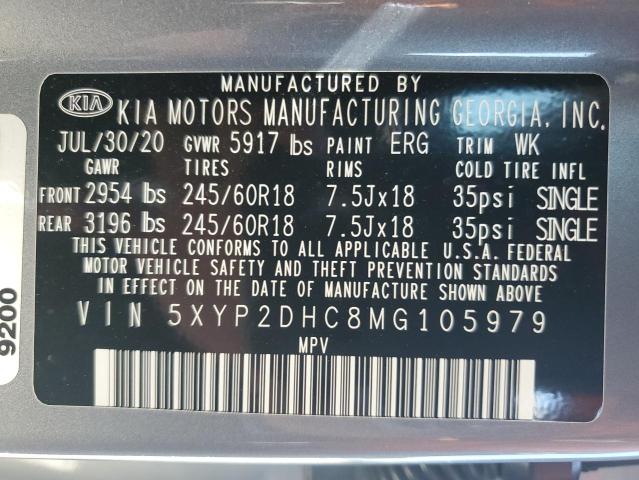 MANUFACTURED BY
KIA KIA MOTORS MANUFACTURING GEORGIA, INC.
JUL/30/20 GVWR 5917 lbs PAINT ERG TRIM WK
GAWR TIRES RIMS COLD TIRE INFL
FRONT 2954 lbs 245/60R18 7.5Jx18 35psi SINGLE
REAR 3196 lbs 245/60R18 7.5Jx18 35psi SINGLE
THIS VEHICLE CONFORMS TO ALL APPLICABLE U.S.A. FEDERAL
MOTOR VEHICLE SAFETY AND THEFT PREVENTION STANDARDS
IN EFFECT ON THE DATE OF MANUFACTURE SHOWN ABOVE.
VIN 5XYP2DHC8MG105979
MPV
9200